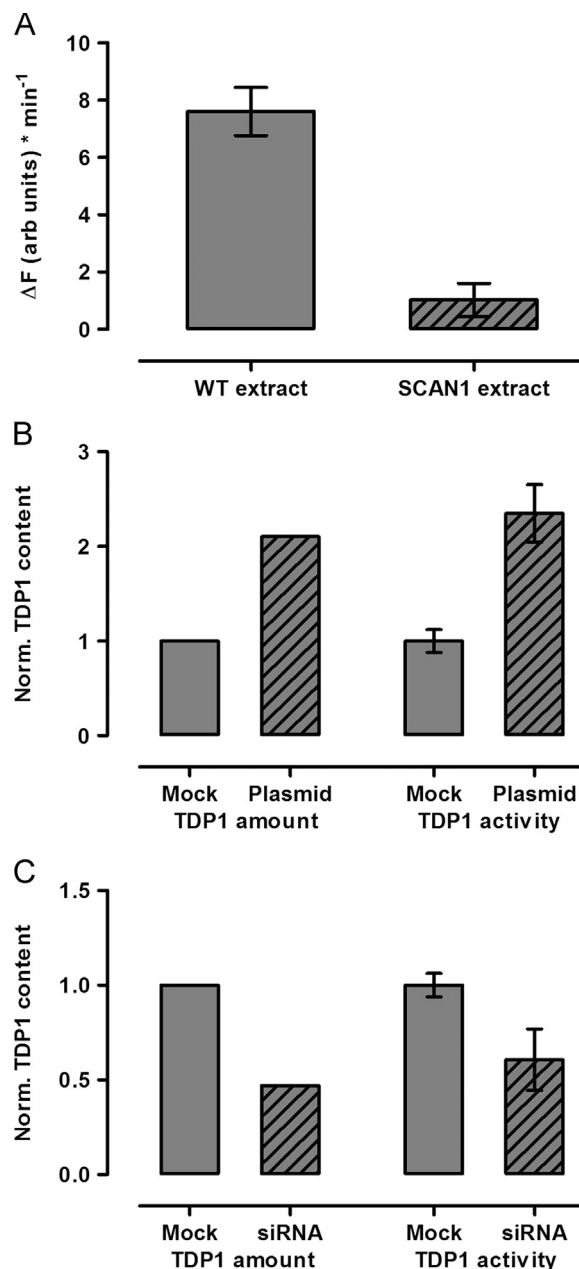 A
ΔF (arb units) * min⁻¹
10
8
6
4
2
0
WT extract SCAN1 extract
B
Norm. TDP1 content
3
2
1
0
Mock Plasmid Mock Plasmid
TDP1 amount TDP1 activity
C
Norm. TDP1 content
1.5
1.0
0.5
0.0
Mock siRNA Mock siRNA
TDP1 amount TDP1 activity